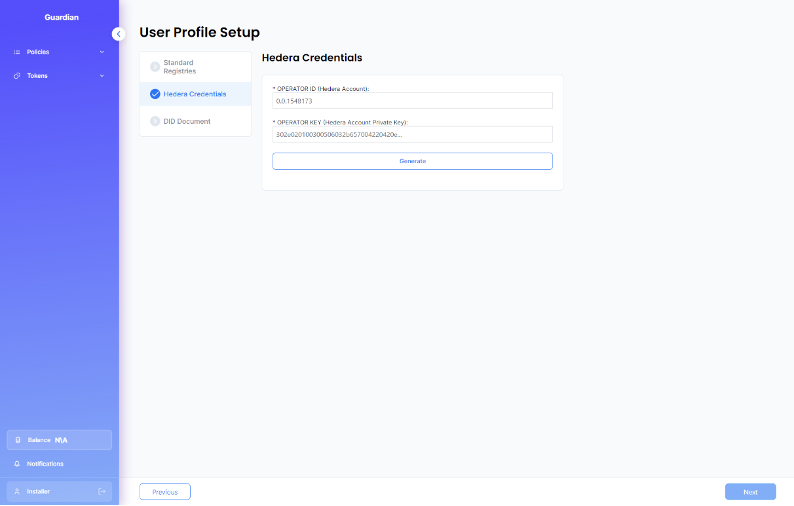 Guardian
Policies
Tokens
User Profile Setup
Standard
Registries
Hedera Credentials
DID Document
Hedera Credentials
* OPERATOR ID (Hedera Account):
0.0.1548173
* OPERATOR KEY (Hedera Account Private Key):
302e020100300506032b657004220420e...
Generate
Balance N\A
Notifications
Installer
Previous
Next